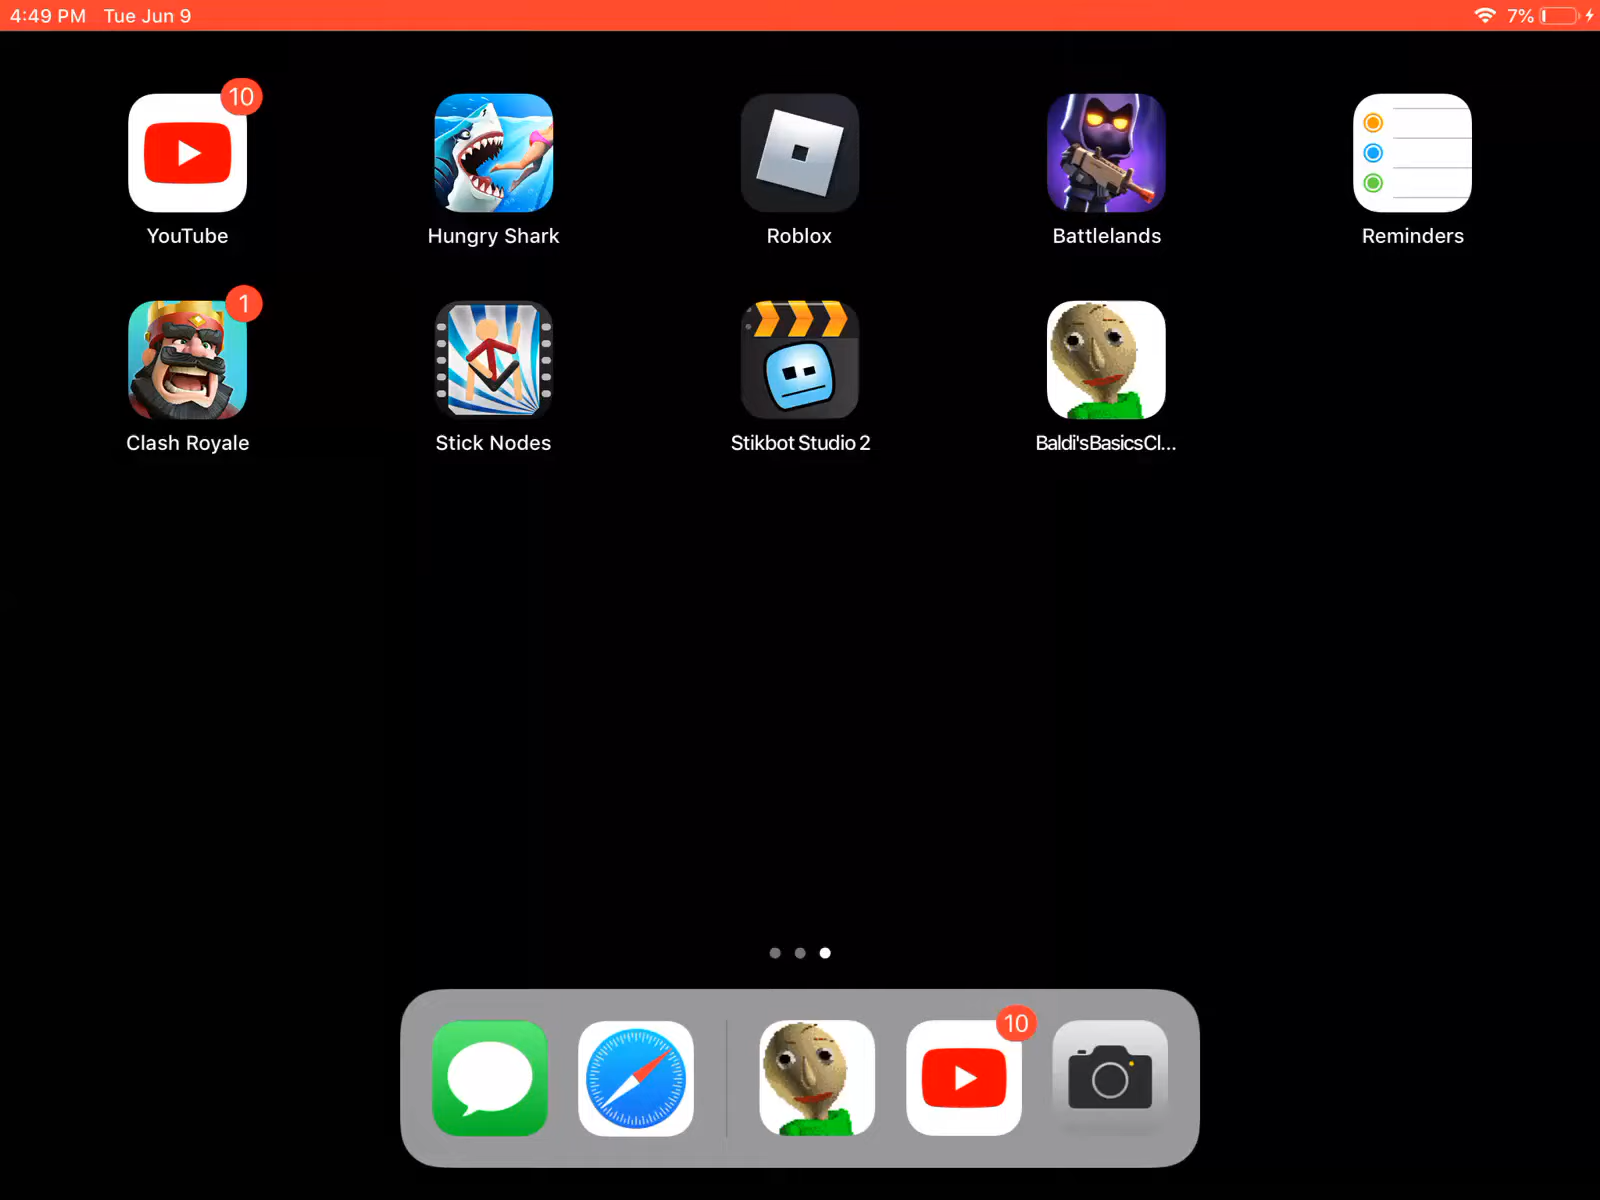 4:49 PM Tue Jun 9 7%
10
YouTube Hungry Shark Roblox Battlelands Reminders
1
Clash Royale Stick Nodes Stikbot Studio 2 Baldi'sBasicsCl...
10